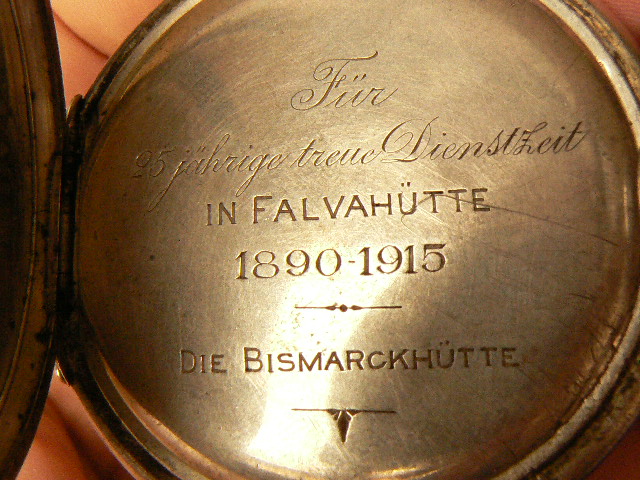 Für
25 jährige treue Dienstzeit
IN FALVAHÜTTE
1890-1915
DIE BISMARCKHÜTTE